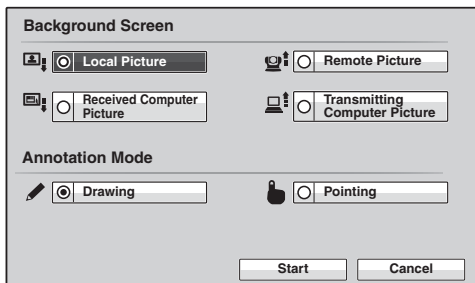 Background Screen
Local Picture
Remote Picture
Received Computer
Picture
Transmitting
Computer Picture
Annotation Mode
Drawing
Pointing
Start
Cancel